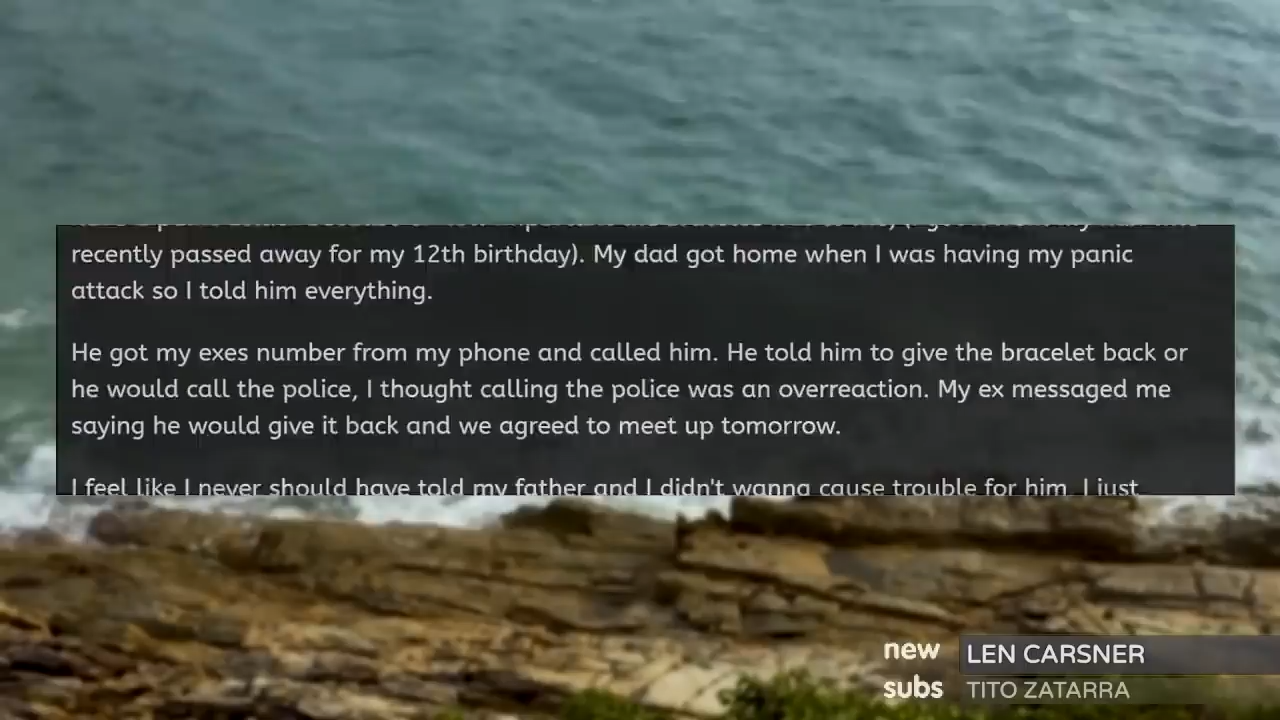 recently passed away for my 12th birthday). My dad got home when I was having my panic
attack so I told him everything.
He got my exes number from my phone and called him. He told him to give the bracelet back or
he would call the police, I thought calling the police was an overreaction. My ex messaged me
saying he would give it back and we agreed to meet up tomorrow.
I feel like I never should have told my father and I didn't wanna cause trouble for him I just
new LEN CARSNER
subs TITO ZATARRA